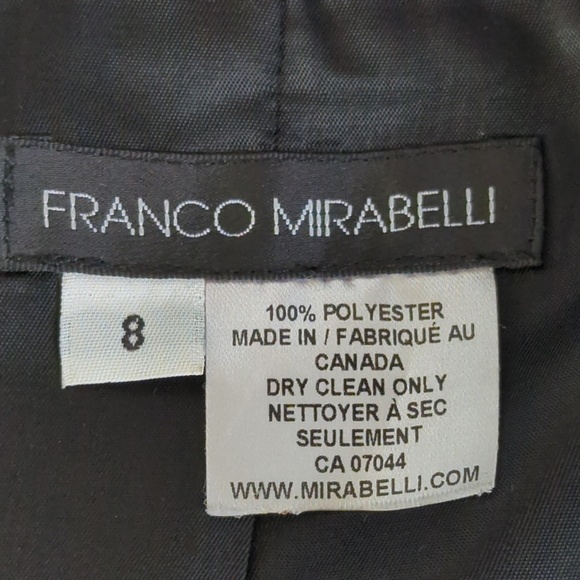 FRANCO MIRABELLI
8
100% POLYESTER
MADE IN / FABRIQUÉ AU
CANADA
DRY CLEAN ONLY
NETTOYER À SEC
SEULEMENT
CA 07044
WWW.MIRABELLI.COM